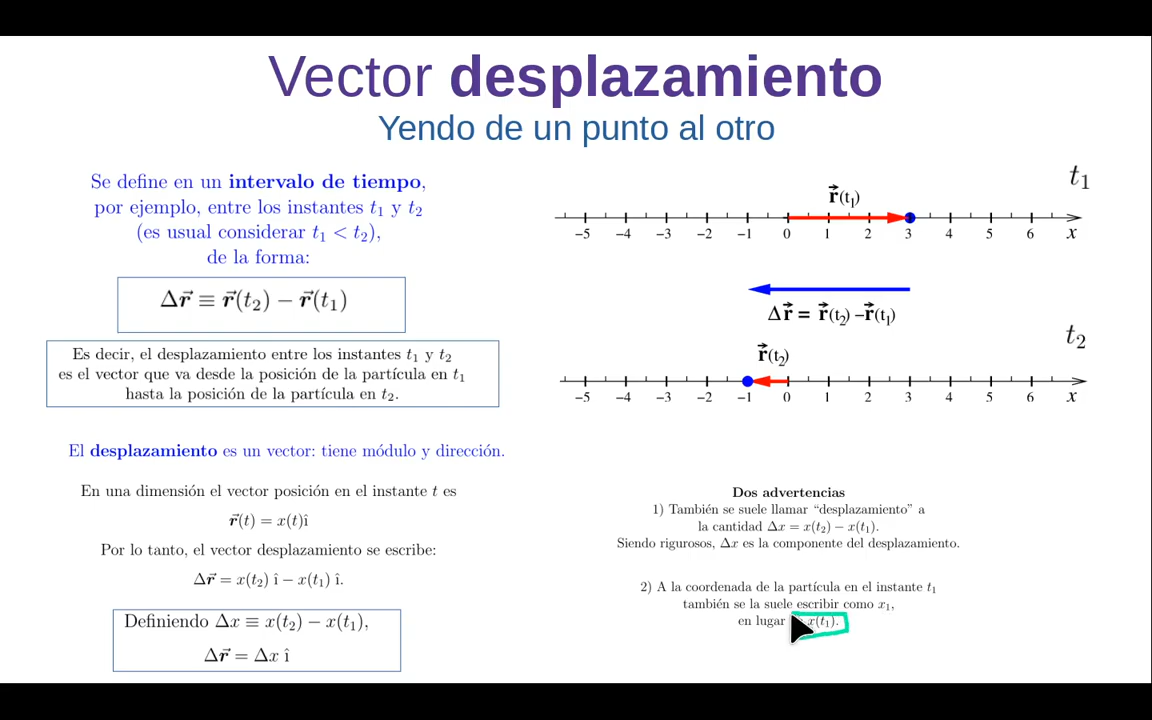 Vector desplazamiento
Yendo de un punto al otro
Se define en un intervalo de tiempo,
por ejemplo, entre los instantes t₁ y t₂
(es usual considerar t₁ < t₂),
de la forma:
Δr⃗ ≡ r⃗(t₂) − r⃗(t₁)
Es decir, el desplazamiento entre los instantes t₁ y t₂
es el vector que va desde la posición de la partícula en t₁
hasta la posición de la partícula en t₂.
El desplazamiento es un vector: tiene módulo y dirección.
En una dimensión el vector posición en el instante t es
r⃗(t) = x(t)î
Por lo tanto, el vector desplazamiento se escribe:
Δr⃗ = x(t₂) î − x(t₁) î.
Definiendo Δx ≡ x(t₂) − x(t₁),
Δr⃗ = Δx î
t₁
r⃗(t₁)
−5 −4 −3 −2 −1 0 1 2 3 4 5 6 x
Δr⃗ = r⃗(t₂) −r⃗(t₁)
t₂
r⃗(t₂)
−5 −4 −3 −2 −1 0 1 2 3 4 5 6 x
Dos advertencias
1) También se suele llamar “desplazamiento” a
la cantidad Δx = x(t₂) − x(t₁).
Siendo rigurosos, Δx es la componente del desplazamiento.
2) A la coordenada de la partícula en el instante t₁
también se la suele escribir como x₁,
en lugar x(t₁).